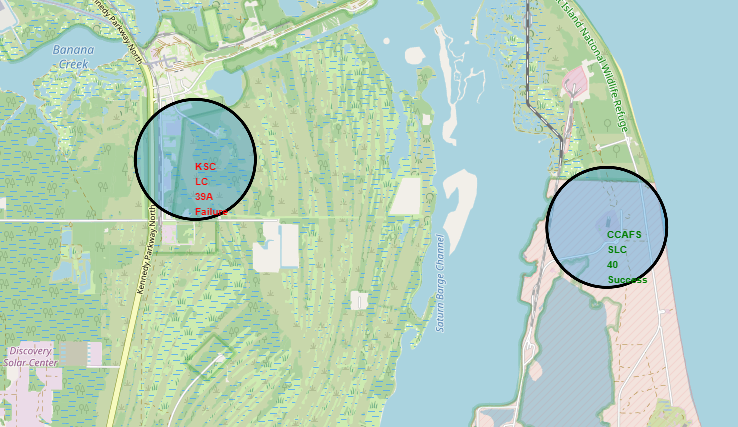 Kennedy Parkway North
Banana
Creek
Island National Wildlife Refuge
KSC
LC
39A
Failure
CCAFS
SLC
40
Success
Kennedy Parkway North
Saturn Barge Channel
Discovery
Solar Center